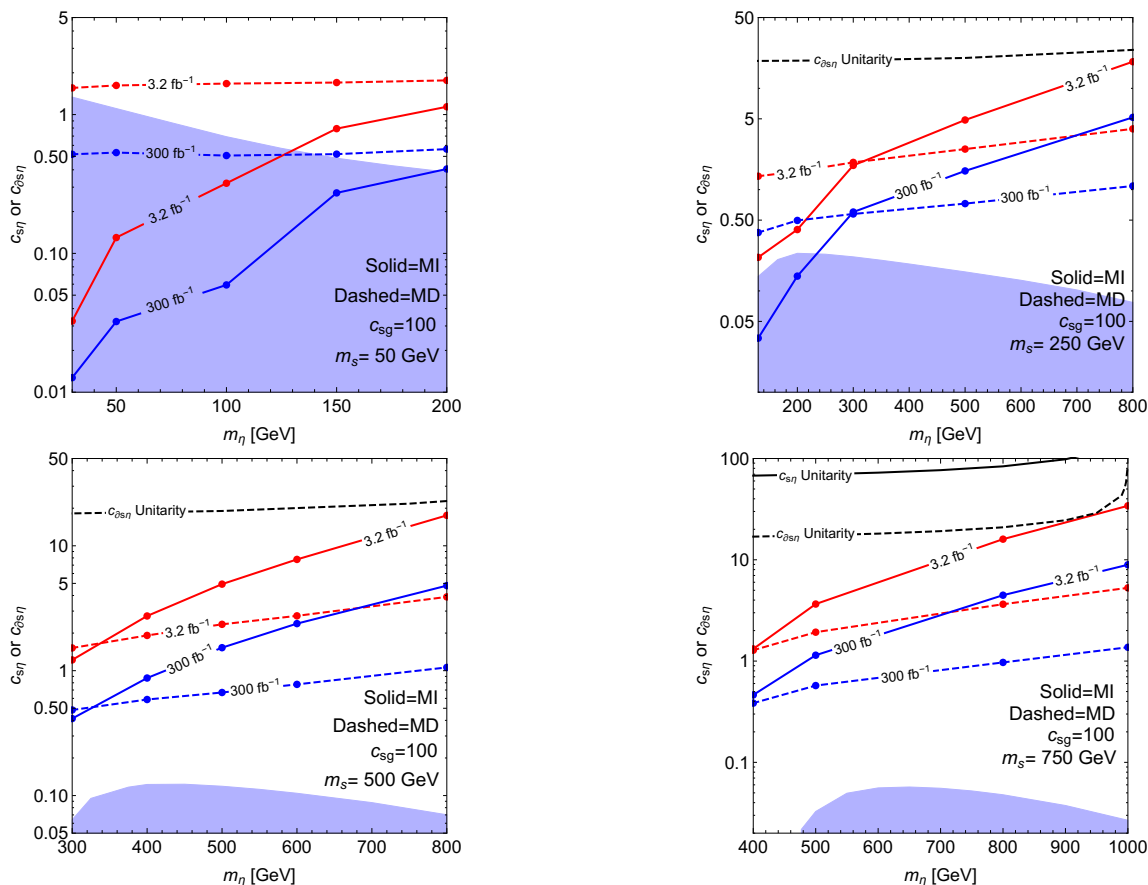 5
1
0.50
0.10
0.05
0.01
c_sη or c_∂sη
3.2 fb⁻¹
300 fb⁻¹
3.2 fb⁻¹
300 fb⁻¹
Solid=MI
Dashed=MD
c_sg=100
m_s= 50 GeV
50 100 150 200
m_η [GeV]
50
5
0.50
0.05
c_sη or c_∂sη
c_∂sη Unitarity
3.2 fb⁻¹
3.2 fb⁻¹
300 fb⁻¹
300 fb⁻¹
Solid=MI
Dashed=MD
c_sg=100
m_s= 250 GeV
200 300 400 500 600 700 800
m_η [GeV]
50
10
5
1
0.50
0.10
0.05
c_sη or c_∂sη
c_∂sη Unitarity
3.2 fb⁻¹
3.2 fb⁻¹
300 fb⁻¹
300 fb⁻¹
Solid=MI
Dashed=MD
c_sg=100
m_s= 500 GeV
300 400 500 600 700 800
m_η [GeV]
100
10
1
0.1
c_sη or c_∂sη
c_sη Unitarity
c_∂sη Unitarity
3.2 fb⁻¹
3.2 fb⁻¹
300 fb⁻¹
300 fb⁻¹
Solid=MI
Dashed=MD
c_sg=100
m_s= 750 GeV
400 500 600 700 800 900 1000
m_η [GeV]